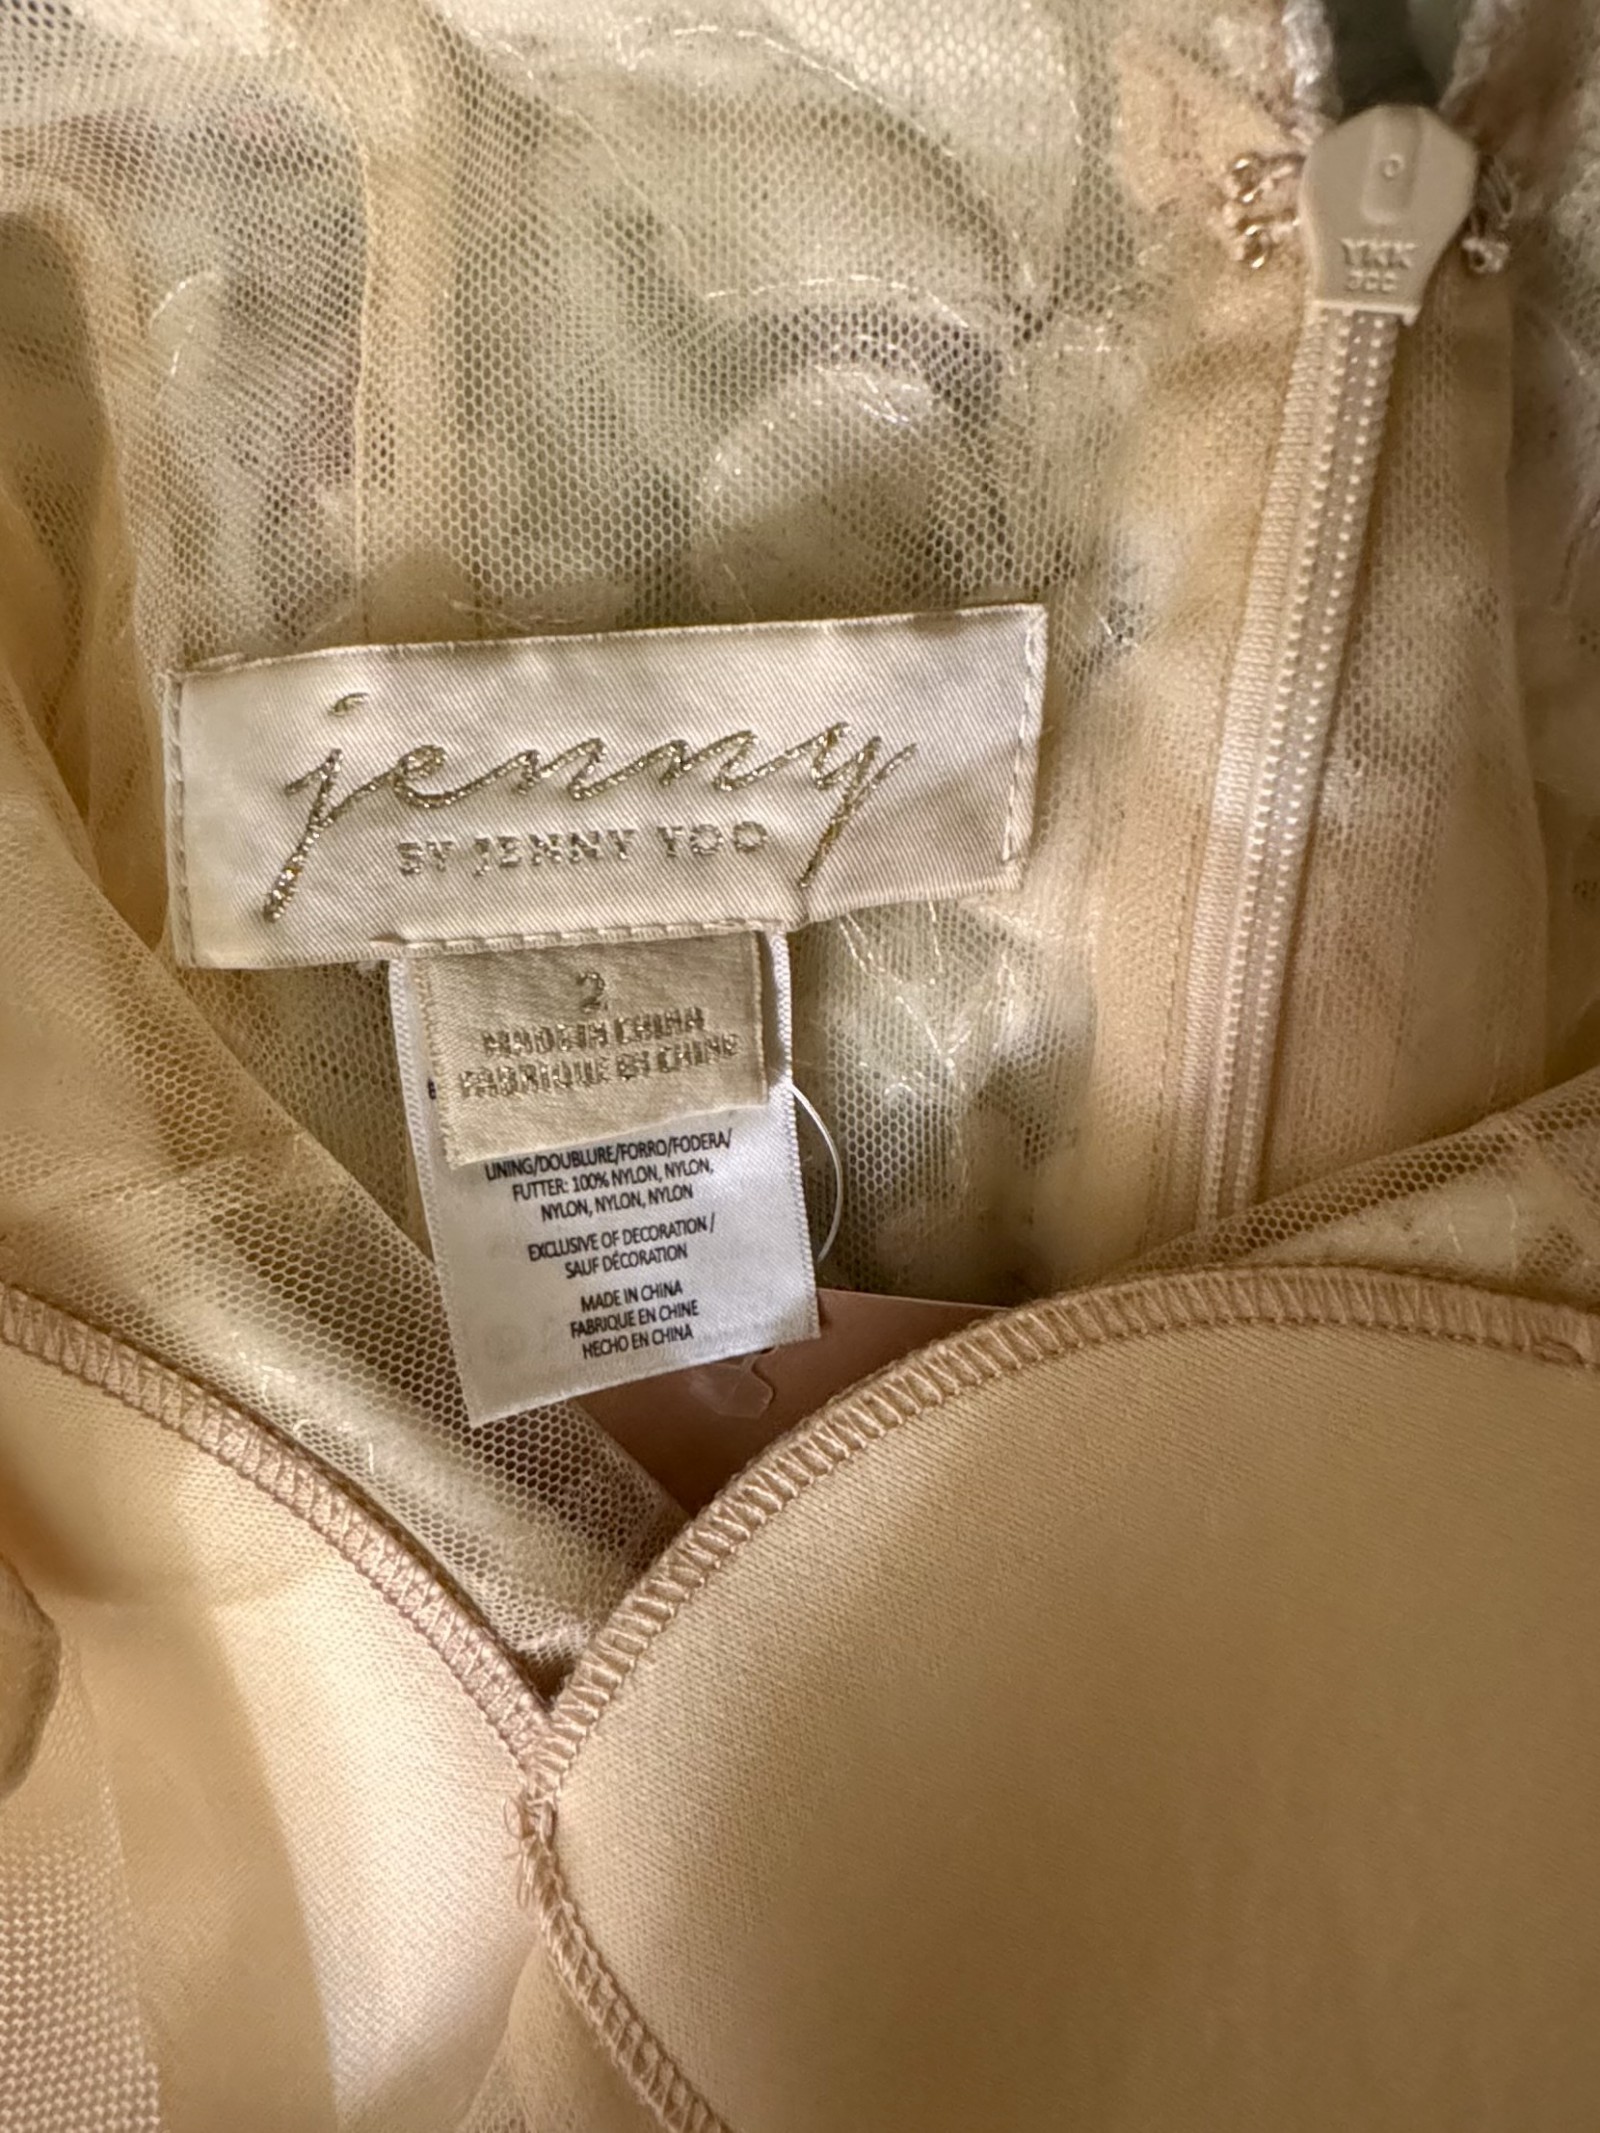 YKK
jenny
BY JENNY YOO
2
MADE IN CHINA
FABRIQUE EN CHINE
LINING/DOUBLURE/FORRO/FODERA/
FUTTER: 100% NYLON, NYLON,
NYLON, NYLON, NYLON
EXCLUSIVE OF DECORATION /
SAUF DÉCORATION
MADE IN CHINA
FABRIQUE EN CHINE
HECHO EN CHINA